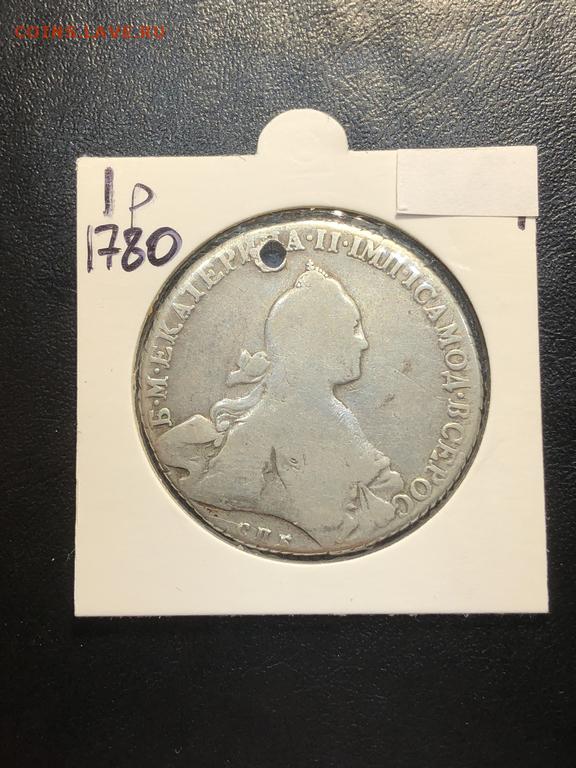 COINS.LAVE.RU
1 р
1780
Б·М·ЕКАТЕРИНА·II·IМП·IСАМОД·ВСЕРОС
СПБ